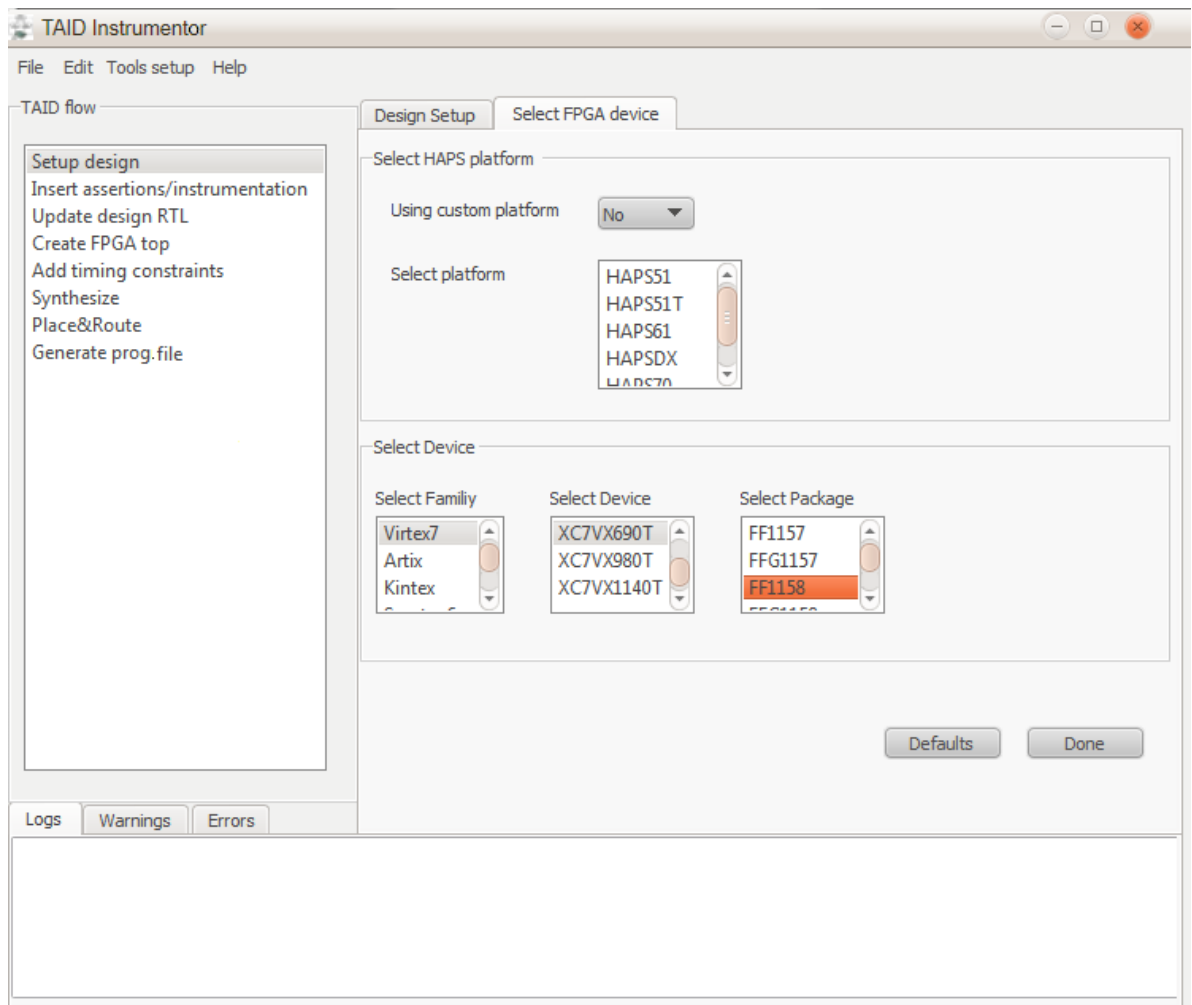 TAID Instrumentor
File Edit Tools setup Help
TAID flow
Setup design
Insert assertions/instrumentation
Update design RTL
Create FPGA top
Add timing constraints
Synthesize
Place&Route
Generate prog.file
Design Setup Select FPGA device
Select HAPS platform
Using custom platform No
Select platform
HAPS51
HAPS51T
HAPS61
HAPSDX
HAPS70
Select Device
Select Familiy Select Device Select Package
Virtex7 XC7VX690T FF1157
Artix XC7VX980T FFG1157
Kintex XC7VX1140T FF1158
Defaults Done
Logs Warnings Errors